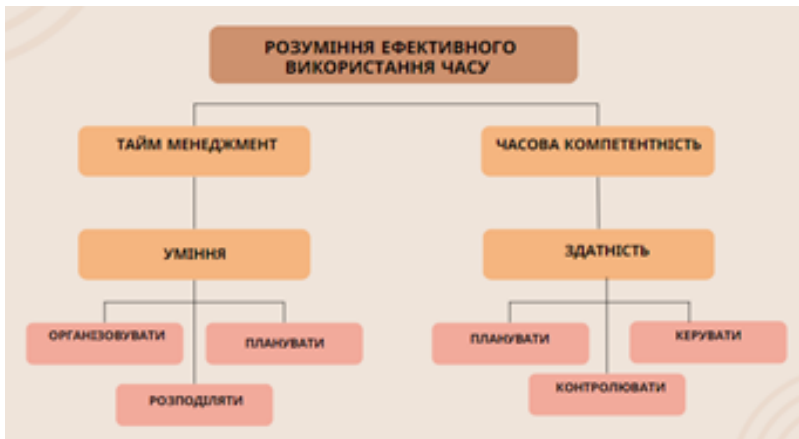 РОЗУМІННЯ ЕФЕКТИВНОГО
ВИКОРИСТАННЯ ЧАСУ
ТАЙМ МЕНЕДЖМЕНТ
ЧАСОВА КОМПЕТЕНТНІСТЬ
УМІННЯ
ЗДАТНІСТЬ
ОРГАНІЗОВУВАТИ
ПЛАНУВАТИ
РОЗПОДІЛЯТИ
ПЛАНУВАТИ
КЕРУВАТИ
КОНТРОЛЮВАТИ